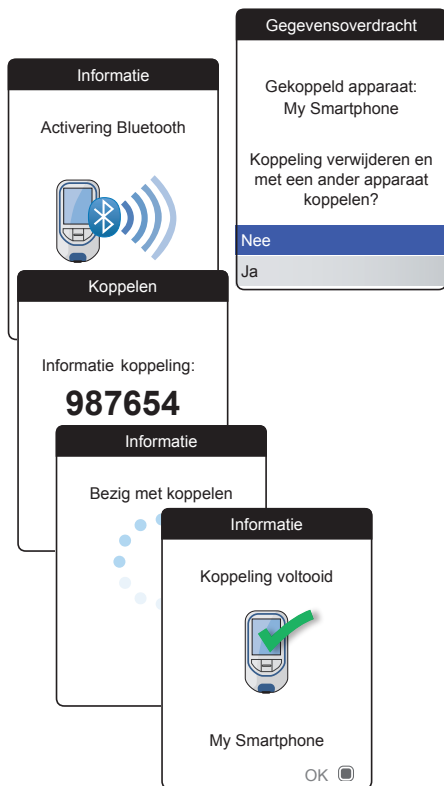 Gegevensoverdracht
Gekoppeld apparaat:
My Smartphone
Koppeling verwijderen en
met een ander apparaat
koppelen?
Nee
Ja
Informatie
Activering Bluetooth
Koppelen
Informatie koppeling:
987654
Informatie
Bezig met koppelen
Informatie
Koppeling voltooid
My Smartphone
OK